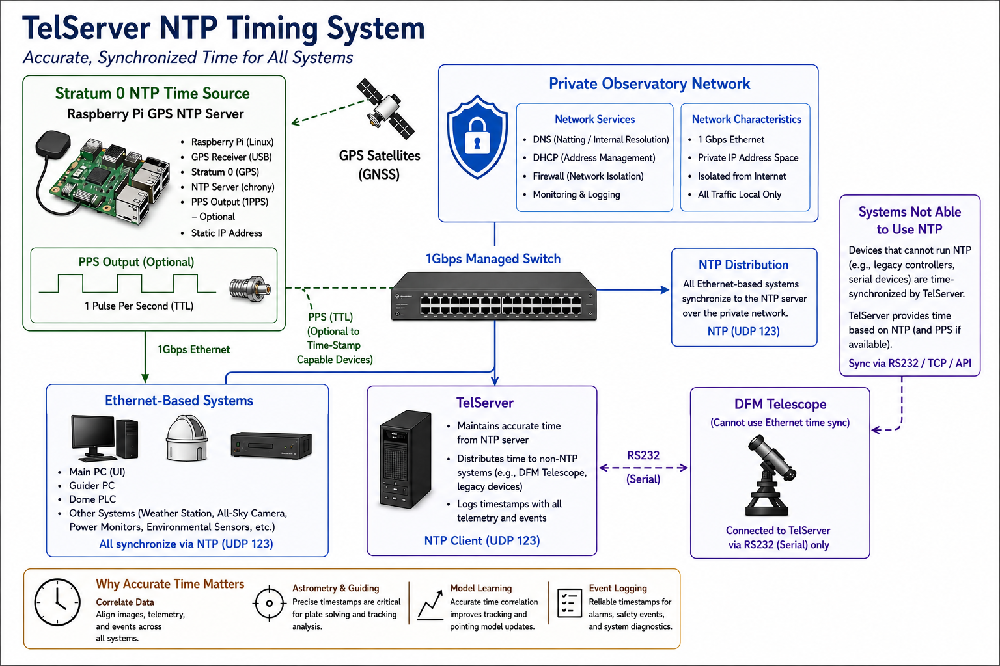 TelServer NTP Timing System
Accurate, Synchronized Time for All Systems
Stratum 0 NTP Time Source
Raspberry Pi GPS NTP Server
• Raspberry Pi (Linux)
• GPS Receiver (USB)
• Stratum 0 (GPS)
• NTP Server (chrony)
• PPS Output (1PPS)
– Optional
• Static IP Address
PPS Output (Optional)
1 Pulse Per Second (TTL)
GPS Satellites
(GNSS)
Private Observatory Network
Network Services
• DNS (Natting / Internal Resolution)
• DHCP (Address Management)
• Firewall (Network Isolation)
• Monitoring & Logging
Network Characteristics
• 1 Gbps Ethernet
• Private IP Address Space
• Isolated from Internet
• All Traffic Local Only
1Gbps Managed Switch
PPS (TTL)
(Optional to
Time-Stamp
Capable Devices)
1Gbps Ethernet
NTP Distribution
All Ethernet-based systems
synchronize to the NTP server
over the private network.
NTP (UDP 123)
Systems Not Able
to Use NTP
Devices that cannot run NTP
(e.g., legacy controllers,
serial devices) are time-
synchronized by TelServer.
TelServer provides time
based on NTP (and PPS if
available).
Sync via RS232 / TCP / API
Ethernet-Based Systems
• Main PC (UI)
• Guider PC
• Dome PLC
• Other Systems (Weather Station, All-Sky Camera,
Power Monitors, Environmental Sensors, etc.)
All synchronize via NTP (UDP 123)
TelServer
• Maintains accurate time
from NTP server
• Distributes time to non-NTP
systems (e.g., DFM Telescope,
legacy devices)
• Logs timestamps with all
telemetry and events
NTP Client (UDP 123)
RS232
(Serial)
DFM Telescope
(Cannot use Ethernet time sync)
Connected to TelServer
via RS232 (Serial) only
Why Accurate Time Matters
Correlate Data
Align images, telemetry,
and events across
all systems.
Astrometry & Guiding
Precise timestamps are critical
for plate solving and tracking
analysis.
Model Learning
Accurate time correlation
improves tracking and
pointing model updates.
Event Logging
Reliable timestamps for
alarms, safety events,
and system diagnostics.